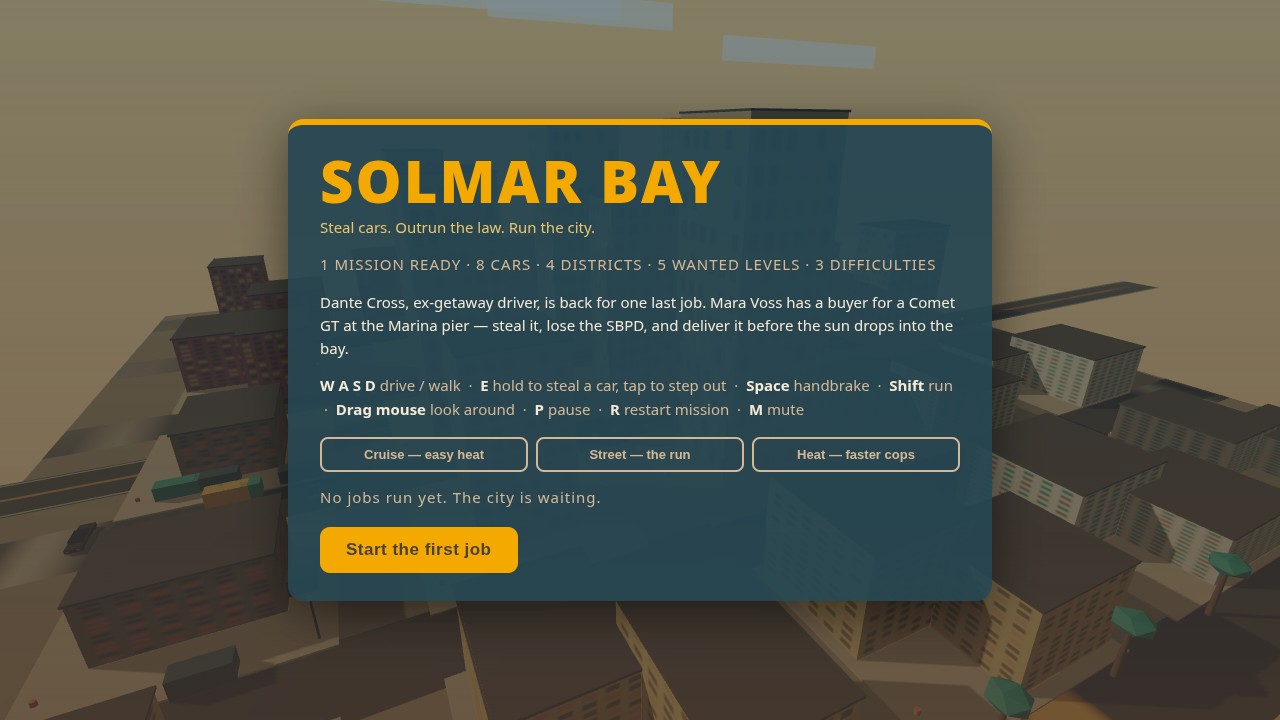 SOLMAR BAY
Steal cars. Outrun the law. Run the city.
1 MISSION READY · 8 CARS · 4 DISTRICTS · 5 WANTED LEVELS · 3 DIFFICULTIES
Dante Cross, ex-getaway driver, is back for one last job. Mara Voss has a buyer for a Comet
GT at the Marina pier — steal it, lose the SBPD, and deliver it before the sun drops into the
bay.
W A S D drive / walk · E hold to steal a car, tap to step out · Space handbrake · Shift run
· Drag mouse look around · P pause · R restart mission · M mute
Cruise — easy heat
Street — the run
Heat — faster cops
No jobs run yet. The city is waiting.
Start the first job